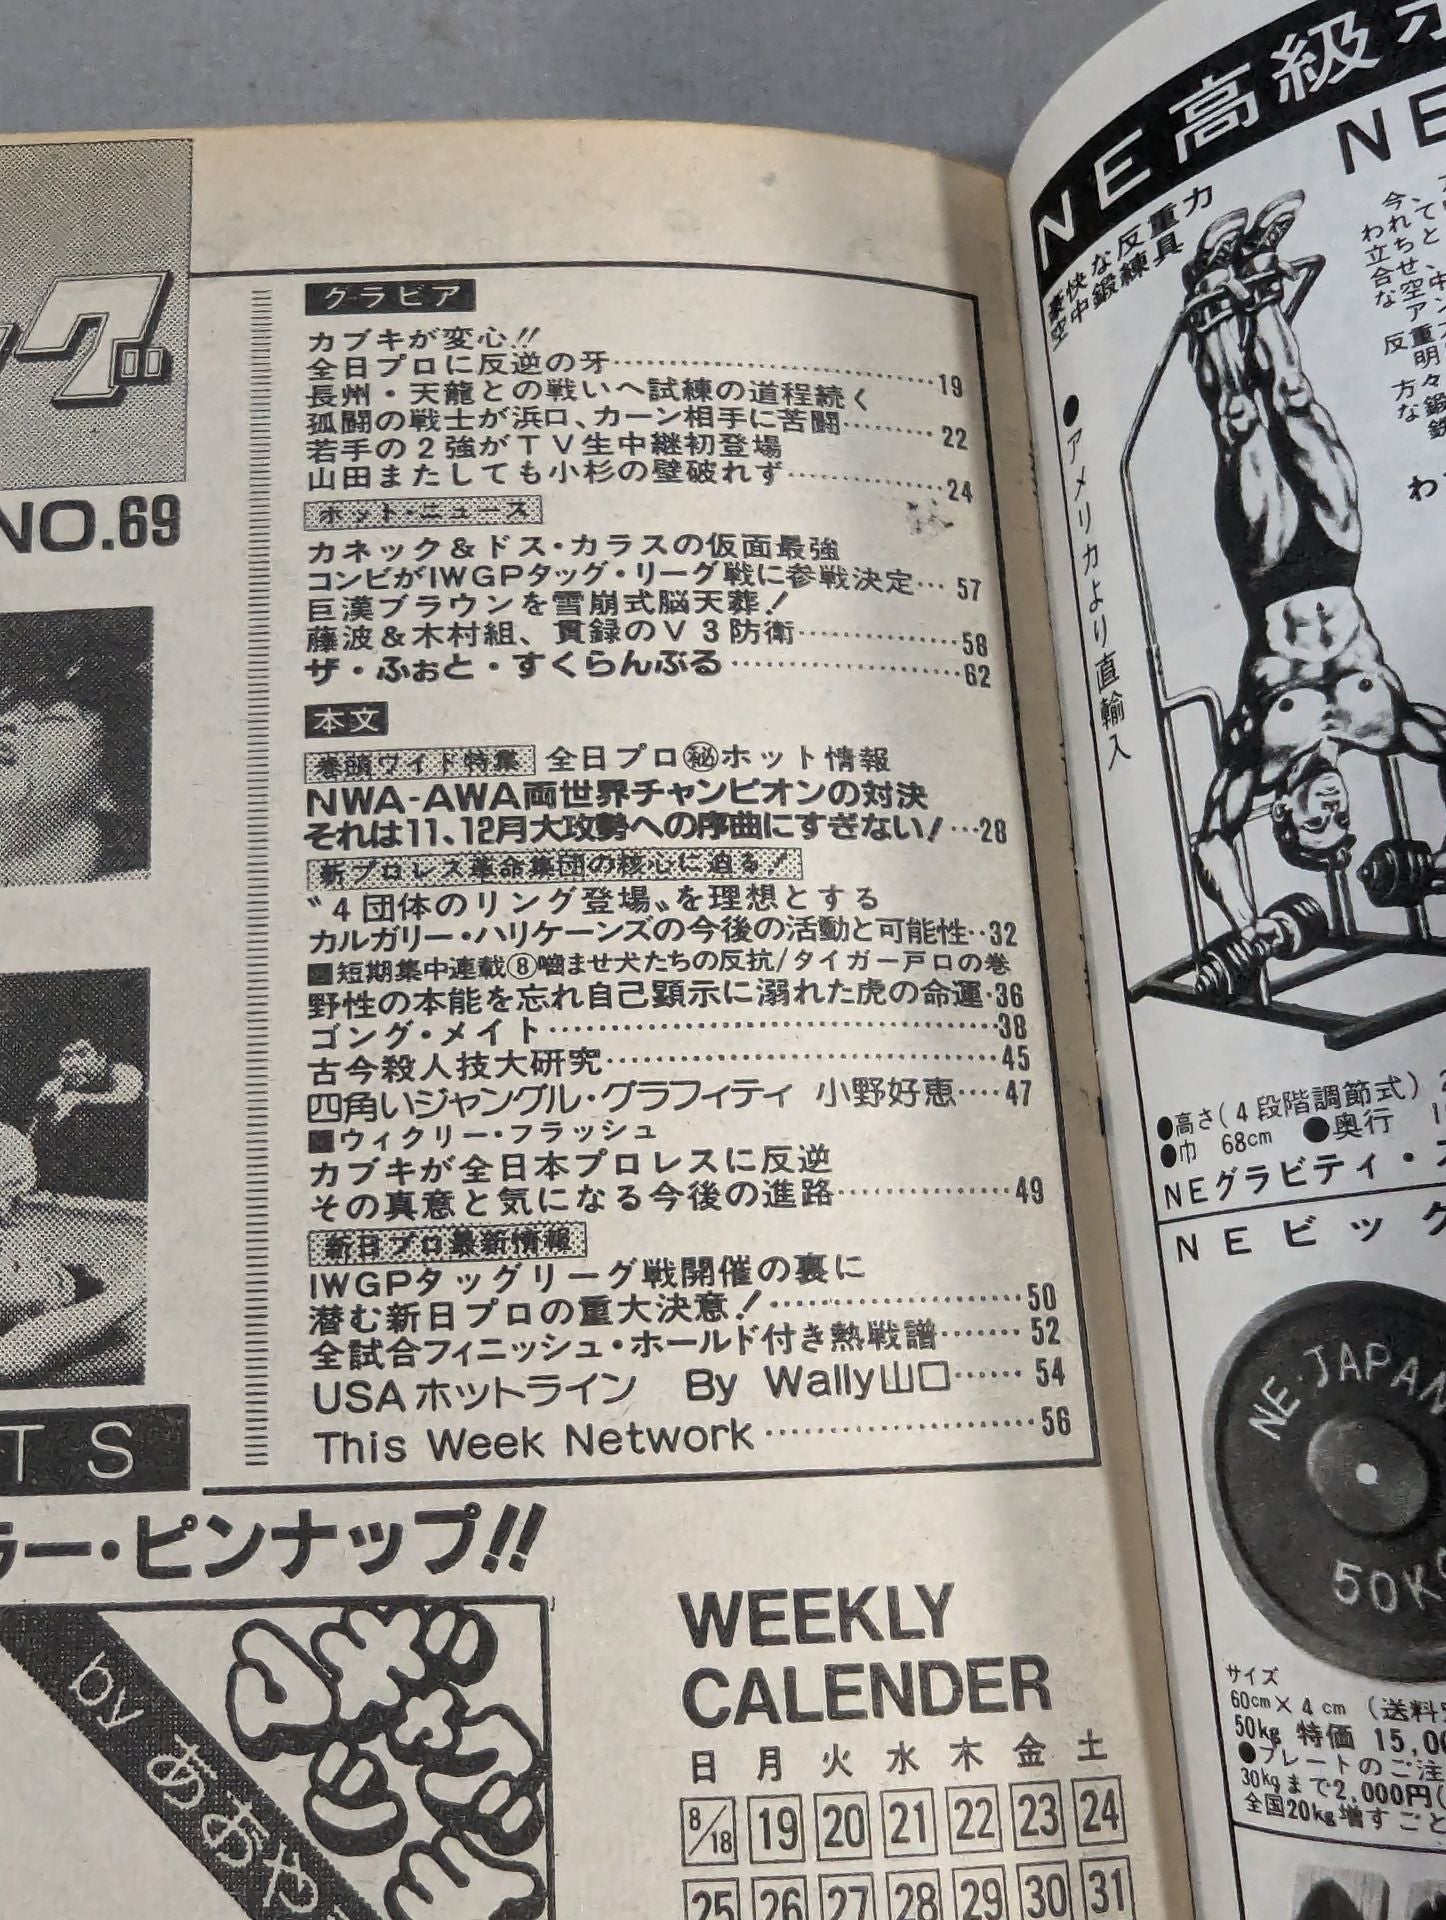 グ
NO.69
グラビア
カブキが変心!!
全日プロに反逆の牙……19
長州・天龍との戦いへ試練の道程続く
孤闘の戦士が浜口、カーン相手に苦闘……22
若手の2強がTV生中継初登場
山田またしても小杉の壁破れず……24
ホット・ニュース
カネック&ドス・カラスの仮面最強
コンビがIWGPタッグ・リーグ戦に参戦決定…57
巨漢ブラウンを雪崩式脳天葬!
藤波&木村組、貫録のV3防衛……58
ザ・ふぉと・すくらんぶる……62
本文
巻頭ワイド特集 全日プロ㊙ホット情報
NWA-AWA両世界チャンピオンの対決
それは11、12月大攻勢への序曲にすぎない!…28
新プロレス革命集団の核心に迫る!
〝4団体のリング登場〟を理想とする
カルガリー・ハリケーンズの今後の活動と可能性‥32
■短期集中連載⑧噛ませ犬たちの反抗/タイガー戸口の巻
野性の本能を忘れ自己顕示に溺れた虎の命運・36
ゴング・メイト……38
古今殺人技大研究……45
四角いジャングル・グラフィティ 小野好恵……47
■ウィクリー・フラッシュ
カブキが全日本プロレスに反逆
その真意と気になる今後の進路……49
新日プロ最新情報
IWGPタッグリーグ戦開催の裏に
潜む新日プロの重大決意!……50
全試合フィニッシュ・ホールド付き熱戦譜……52
USAホットライン By Wally山口……54
This Week Network……56
TS
ラー・ピンナップ!!
by
WEEKLY
CALENDER
日 月 火 水 木 金 土
8/18 19 20 21 22 23 24
25 26 27 28 29 30 31
NE高級
NE
豪快な反重力
空中鍛練具
●アメリカより直輸入
●高さ(4段階調節式)
●巾 68cm ●奥行
NEグラビティ・
NEビッグ
NE・JAPAN
50KG
サイズ
60cm×4cm (送料
50kg 特価 15,00
●プレートのご注
30kgまで2,000円(
全国20kg増すごと